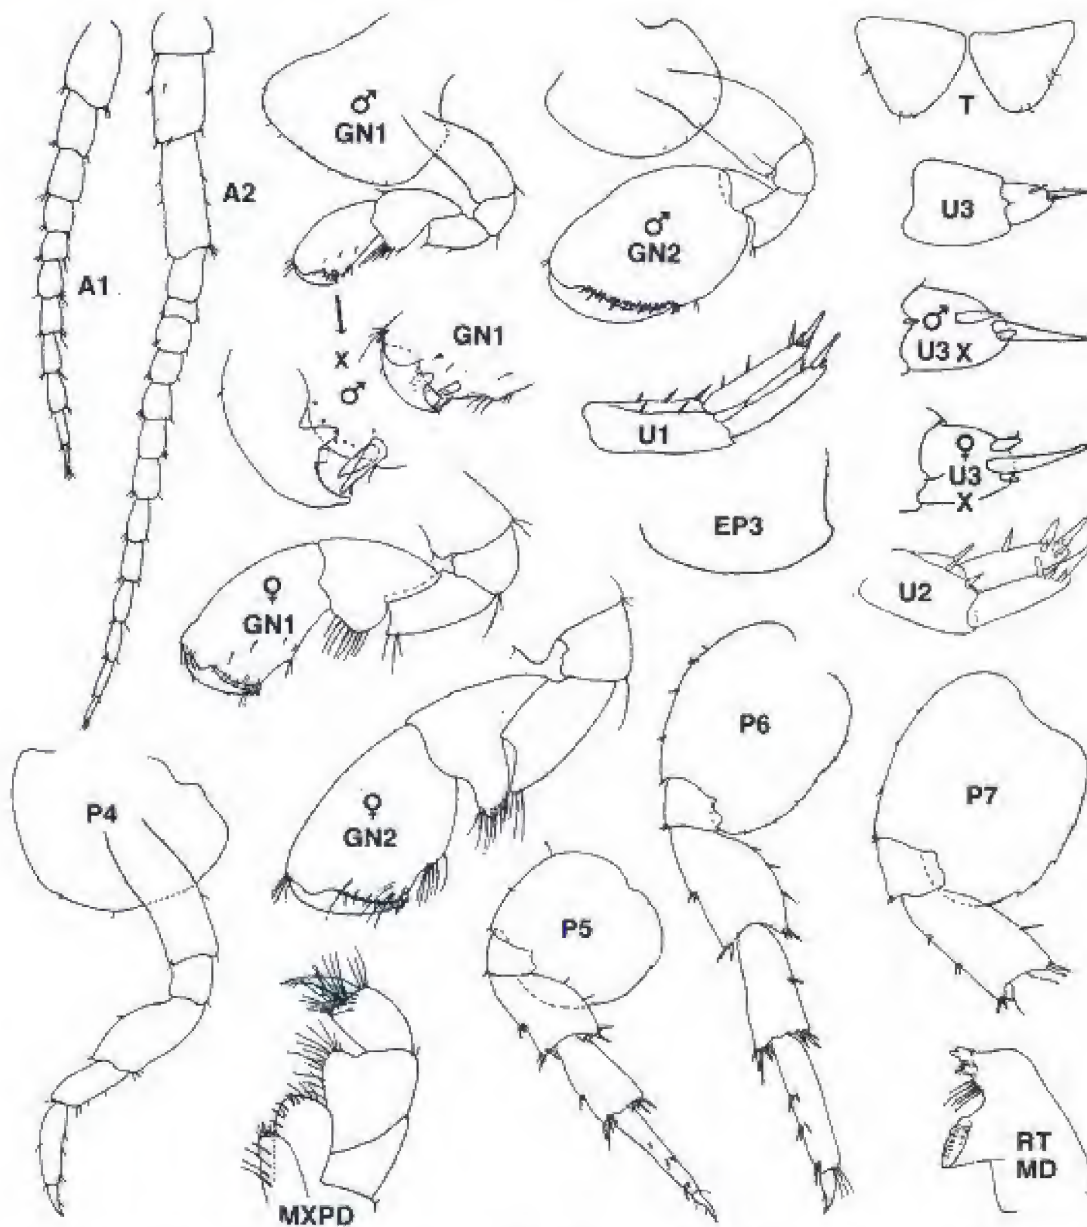 ♂
GN1
A2
A1
♂
GN2
T
U3
GN1
X
♂
♂
U3 X
U1
♀
U3
X
EP3
U2
♀
GN1
P6
P7
P4
♀
GN2
P5
MXPD
RT
MD